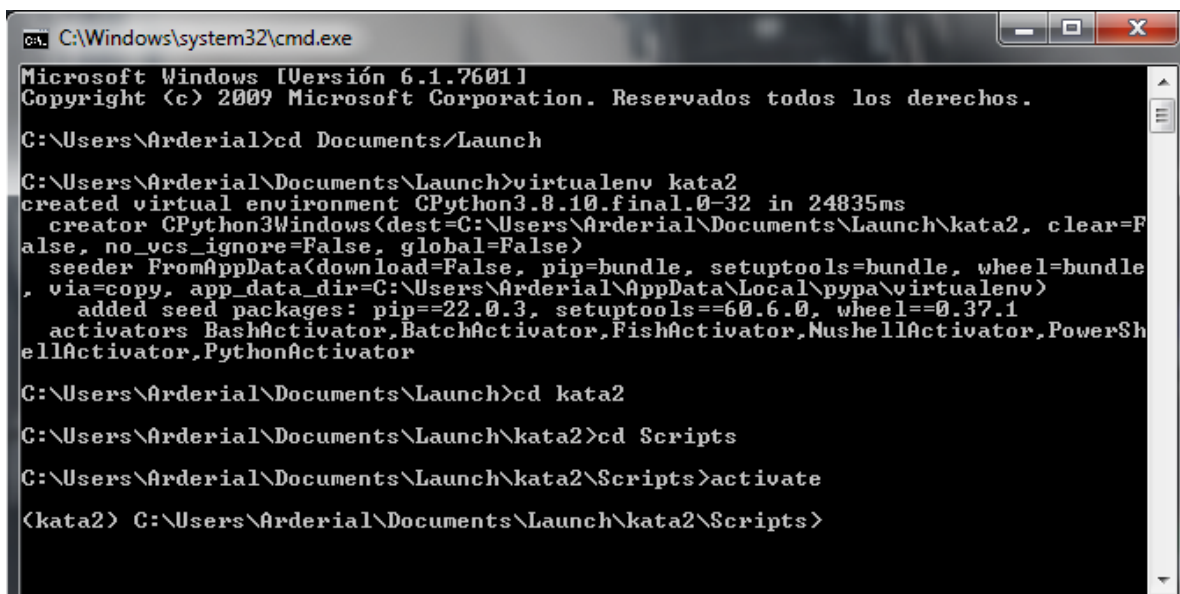 C:\Windows\system32\cmd.exe
Microsoft Windows [Versión 6.1.7601]
Copyright (c) 2009 Microsoft Corporation. Reservados todos los derechos.
C:\Users\Arderial>cd Documents/Launch
C:\Users\Arderial\Documents\Launch>virtualenv kata2
created virtual environment CPython3.8.10.final.0-32 in 24835ms
  creator CPython3Windows(dest=C:\Users\Arderial\Documents\Launch\kata2, clear=F
alse, no_vcs_ignore=False, global=False)
  seeder FromAppData(download=False, pip=bundle, setuptools=bundle, wheel=bundle
, via=copy, app_data_dir=C:\Users\Arderial\AppData\Local\pypa\virtualenv)
    added seed packages: pip==22.0.3, setuptools==60.6.0, wheel==0.37.1
  activators BashActivator,BatchActivator,FishActivator,NushellActivator,PowerSh
ellActivator,PythonActivator
C:\Users\Arderial\Documents\Launch>cd kata2
C:\Users\Arderial\Documents\Launch\kata2>cd Scripts
C:\Users\Arderial\Documents\Launch\kata2\Scripts>activate
(kata2) C:\Users\Arderial\Documents\Launch\kata2\Scripts>